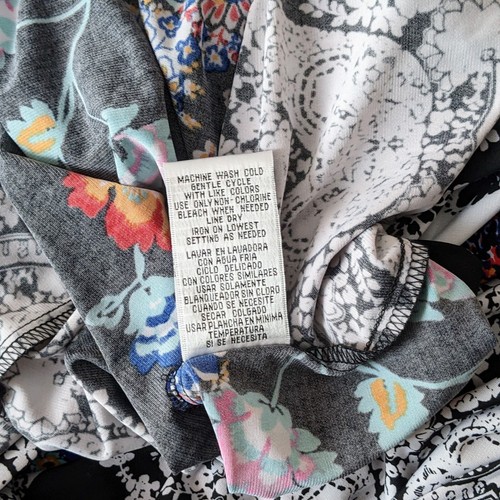 MACHINE WASH COLD
GENTLE CYCLE
WITH LIKE COLORS
USE ONLY NON-CHLORINE
BLEACH WHEN NEEDED
LINE DRY
IRON ON LOWEST
SETTING AS NEEDED
LAVAR EN LAVADORA
CON AGUA FRIA
CICLO DELICADO
CON COLORES SIMILARES
USAR SOLAMENTE
BLANQUEADOR SIN CLORO
CUANDO SE NECESITE
SECAR COLGADO
USAR PLANCHA EN MINIMA
TEMPERATURA
SI SE NECESITA